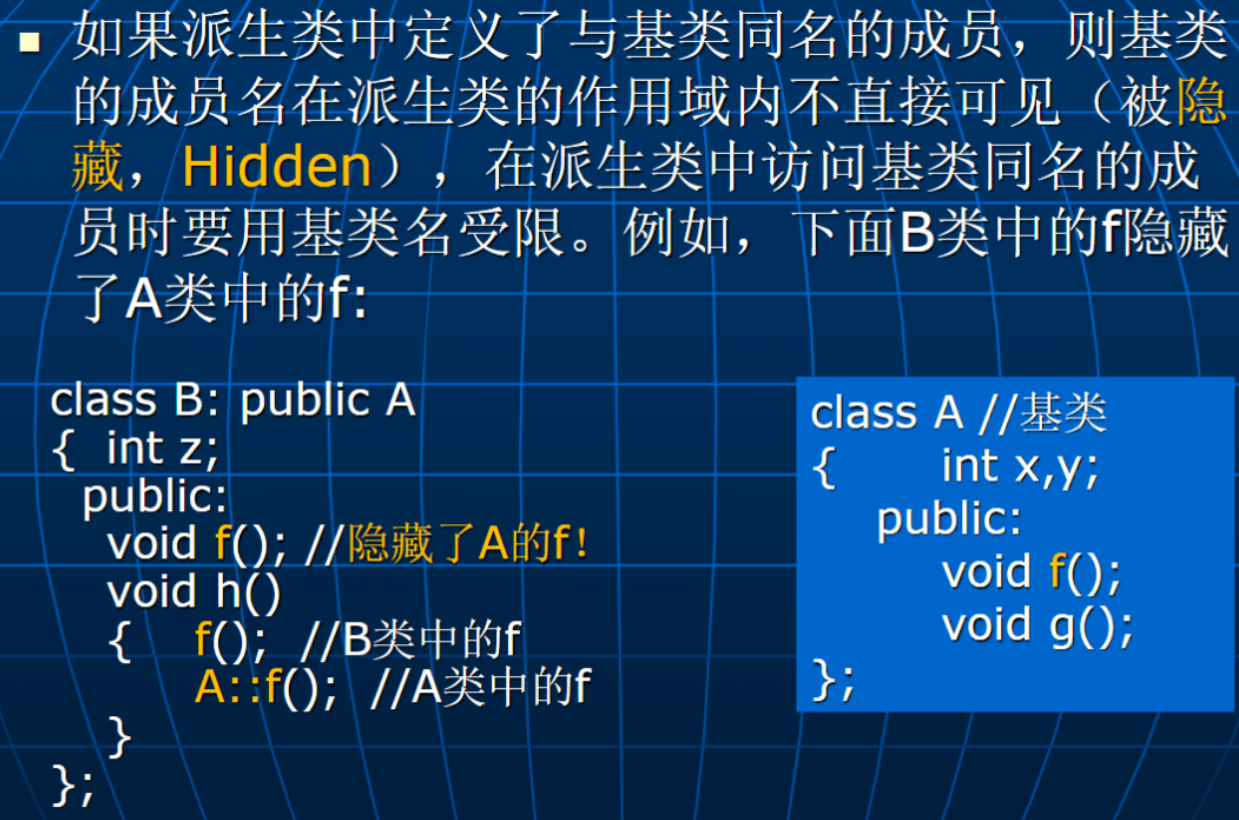 如果派生类中定义了与基类同名的成员，则基类
的成员名在派生类的作用域内不直接可见（被隐
藏，Hidden），在派生类中访问基类同名的成
员时要用基类名受限。例如，下面B类中的f隐藏
了A类中的f:
class B: public A
{ int z;
public:
void f(); //隐藏了A的f！
void h()
{ f(); //B类中的f
A::f(); //A类中的f
}
};
class A //基类
{ int x,y;
public:
void f();
void g();
};